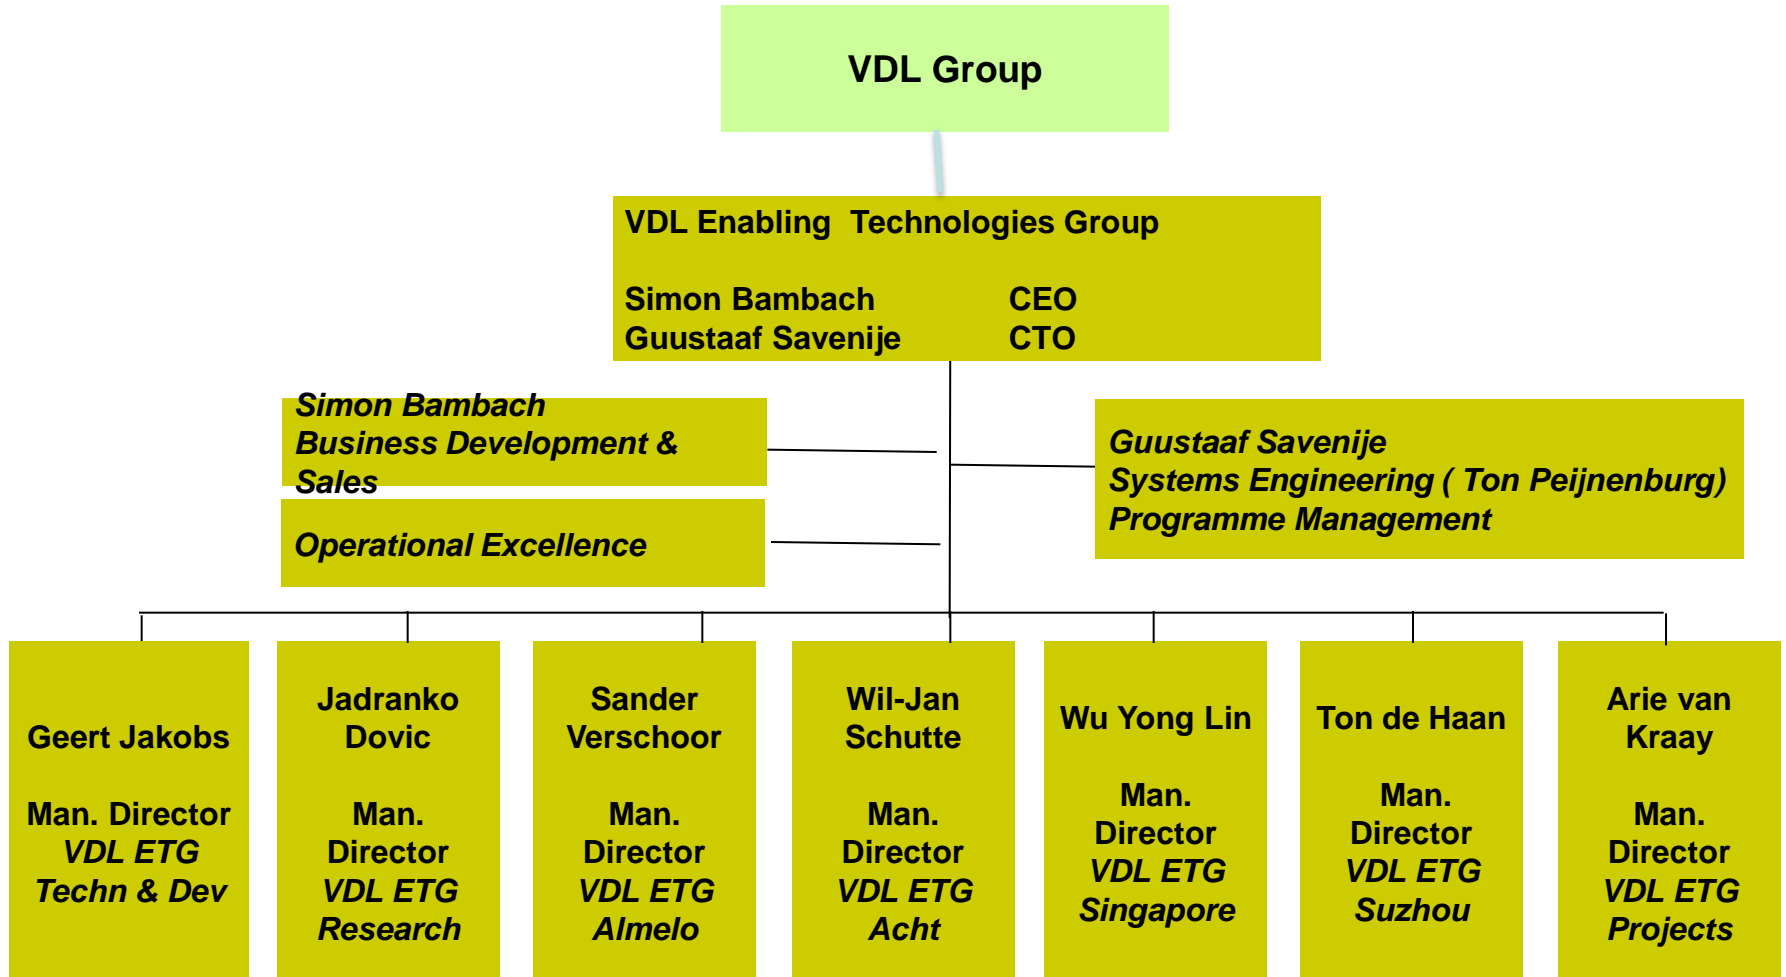 VDL Group
VDL Enabling Technologies Group
Simon Bambach CEO
Guustaaf Savenije CTO
Simon Bambach
Business Development &
Sales
Operational Excellence
Guustaaf Savenije
Systems Engineering ( Ton Peijnenburg)
Programme Management
Geert Jakobs
Man. Director
VDL ETG
Techn & Dev
Jadranko
Dovic
Man.
Director
VDL ETG
Research
Sander
Verschoor
Man.
Director
VDL ETG
Almelo
Wil-Jan
Schutte
Man.
Director
VDL ETG
Acht
Wu Yong Lin
Man.
Director
VDL ETG
Singapore
Ton de Haan
Man.
Director
VDL ETG
Suzhou
Arie van
Kraay
Man.
Director
VDL ETG
Projects